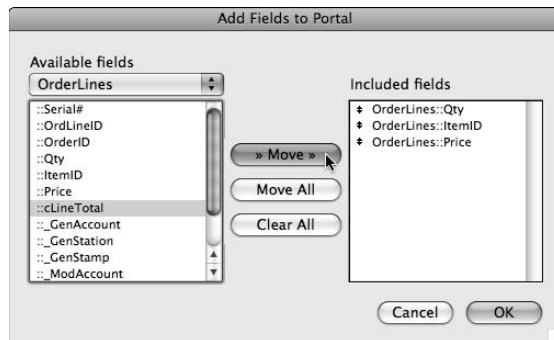 Add Fields to Portal
Available fields
OrderLines
::Serial#
::OrdLineID
::OrderID
::Qty
::ItemID
::Price
::cLineTotal
::_GenAccount
::_GenStation
::_GenStamp
::_ModAccount
» Move »
Move All
Clear All
Included fields
OrderLines::Qty
OrderLines::ItemID
OrderLines::Price
Cancel
OK